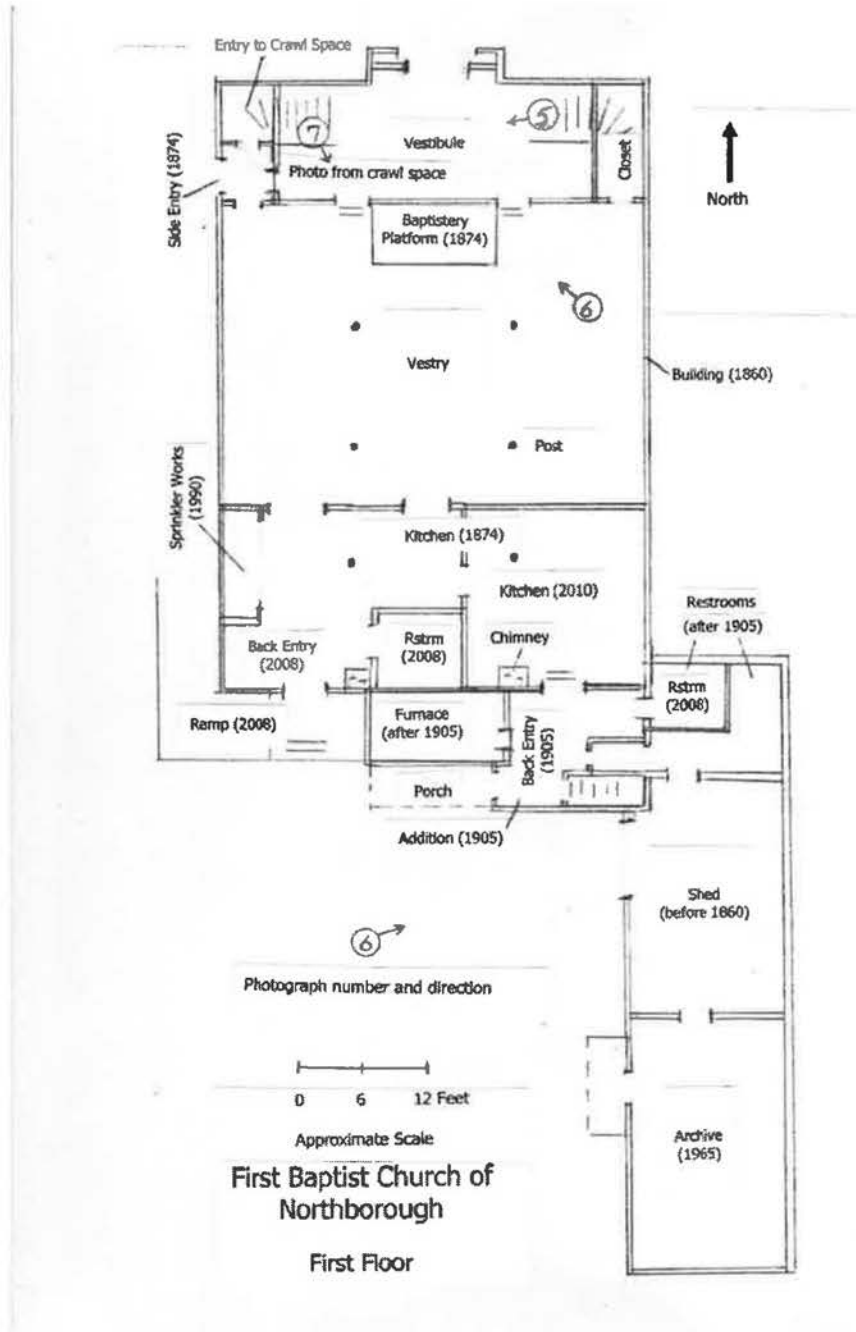 Entry to Crawl Space
5
7
Vestibule
Photo from crawl space
Closet
North
Side Entry (1874)
Baptistery
Platform (1874)
6
Vestry
Building (1860)
Post
Sprinkler Works
(1990)
Kitchen (1874)
Kitchen (2010)
Restrooms
(after 1905)
Back Entry
(2008)
Rstrm
(2008)
Chimney
Rstrm
(2008)
Ramp (2008)
Furnace
(after 1905)
Back Entry
(1905)
Porch
Addition (1905)
Shed
(before 1860)
6
Photograph number and direction
0 6 12 Feet
Approximate Scale
Archive
(1965)
First Baptist Church of
Northborough
First Floor